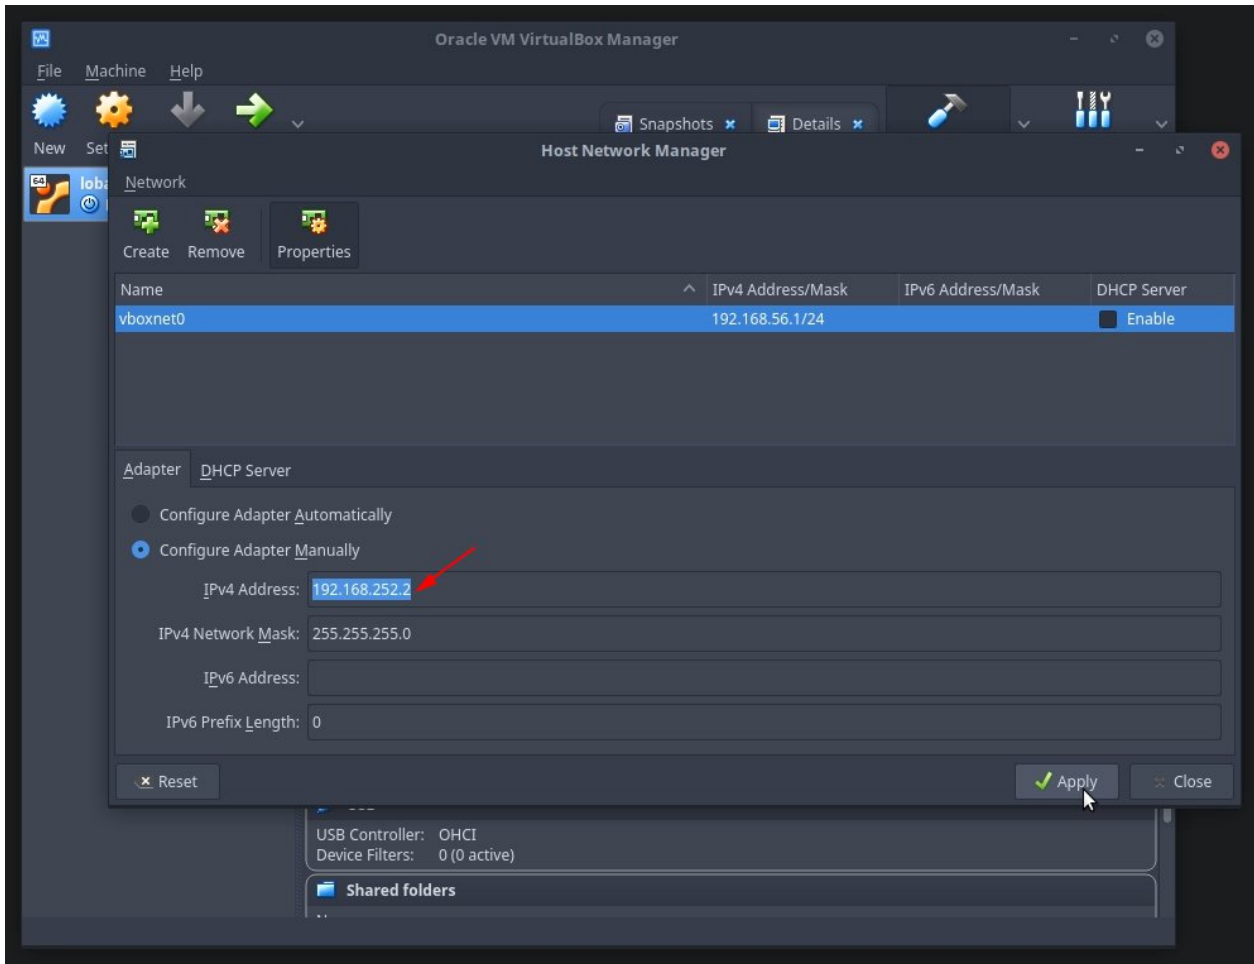 Oracle VM VirtualBox Manager
File Machine Help
Snapshots Details
New
Host Network Manager
64
Network
Create Remove Properties
Name IPv4 Address/Mask IPv6 Address/Mask DHCP Server
vboxnet0 192.168.56.1/24 Enable
Adapter DHCP Server
Configure Adapter Automatically
Configure Adapter Manually
IPv4 Address: 192.168.252.2
IPv4 Network Mask: 255.255.255.0
IPv6 Address:
IPv6 Prefix Length: 0
Reset Apply Close
USB Controller: OHCI
Device Filters: 0 (0 active)
Shared folders